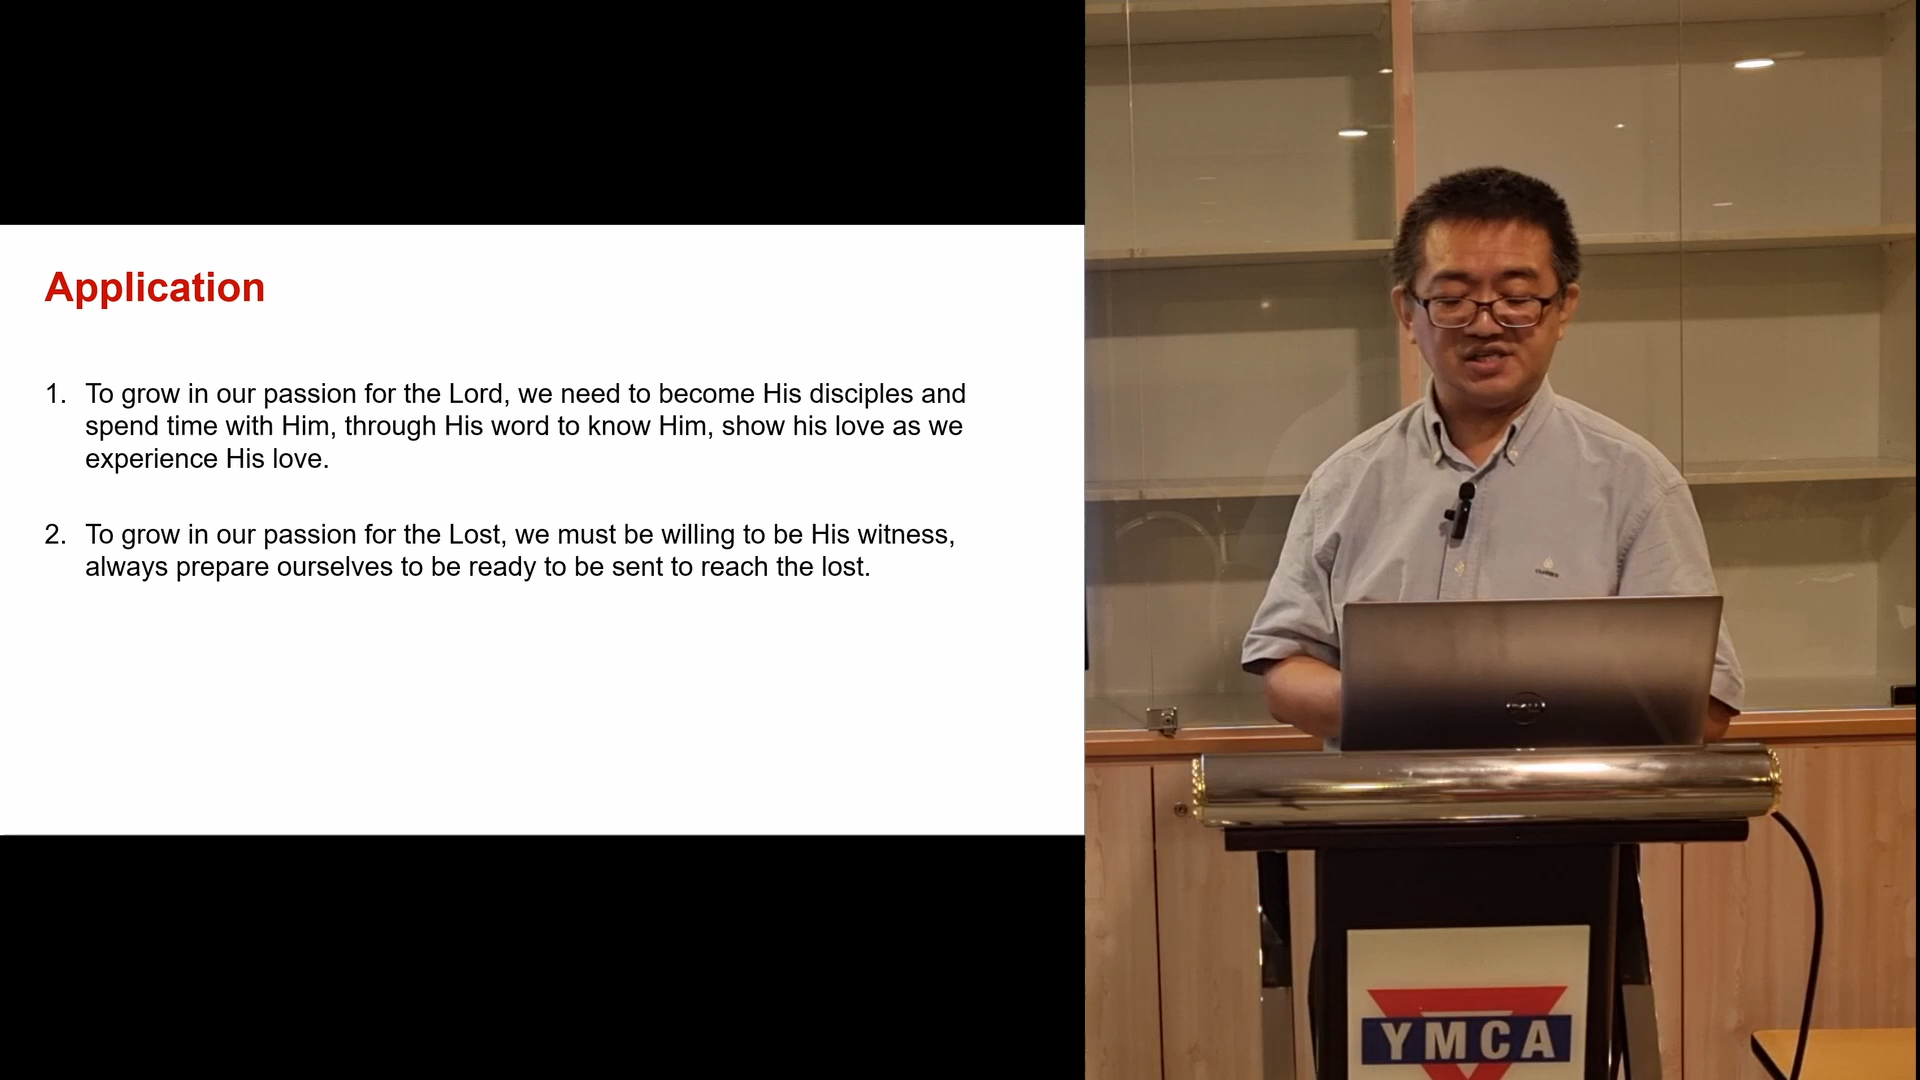 Application
1. To grow in our passion for the Lord, we need to become His disciples and
spend time with Him, through His word to know Him, show his love as we
experience His love.
2. To grow in our passion for the Lost, we must be willing to be His witness,
always prepare ourselves to be ready to be sent to reach the lost.
DELL
YMCA